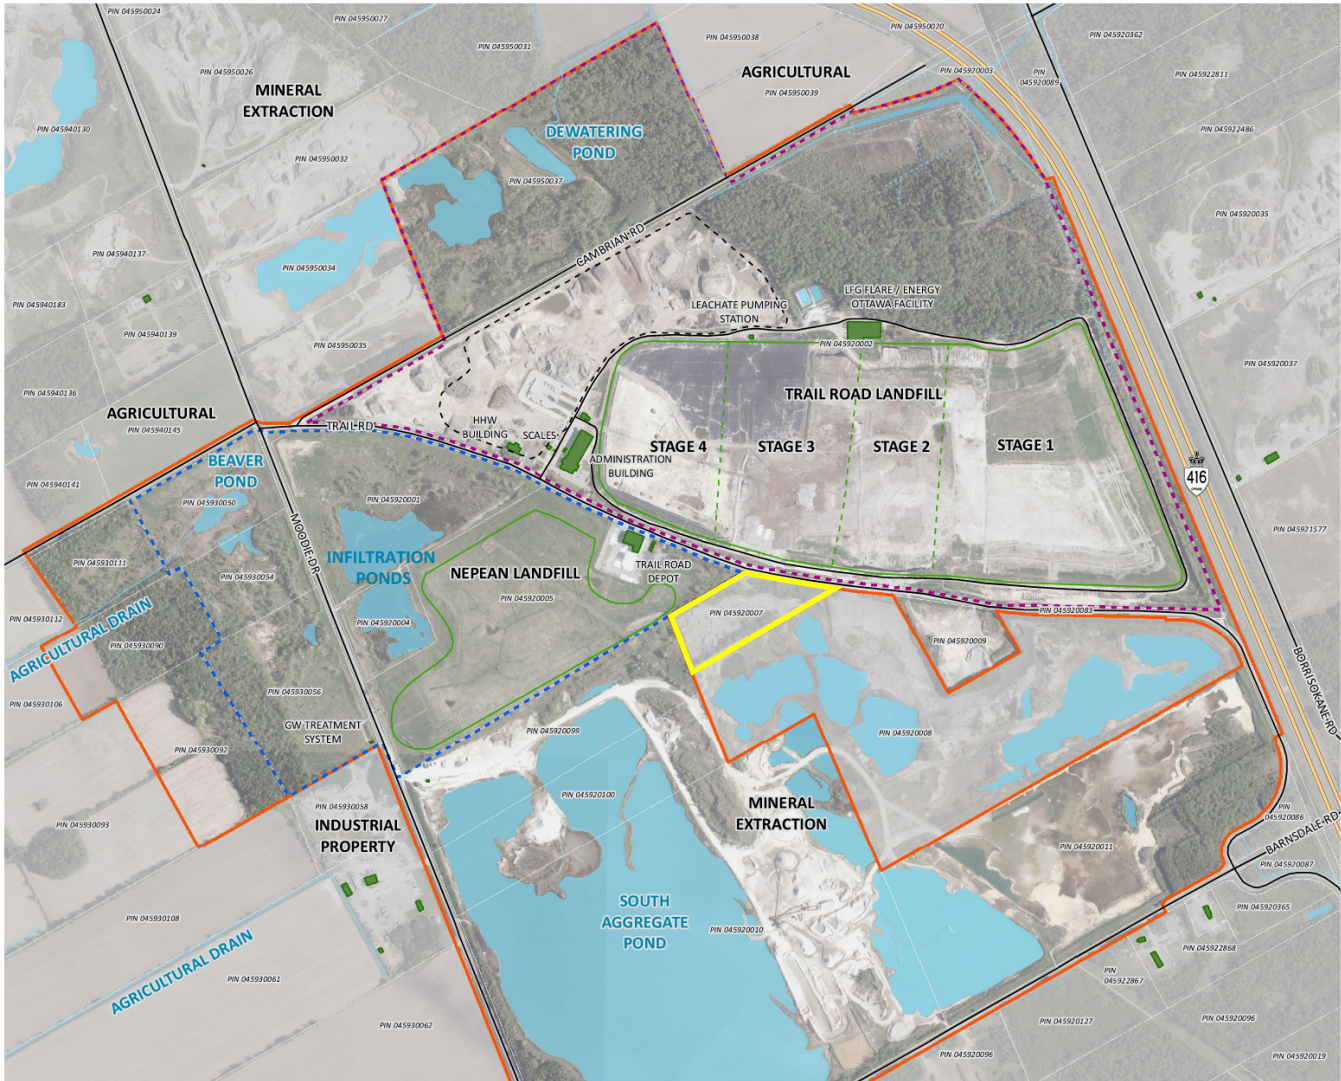 PIN 045950024
PIN 045950027
PIN 045950020
PIN 045920362
PIN 045950031
PIN 045950038
PIN 045950026
MINERAL
EXTRACTION
AGRICULTURAL
PIN 045950039
PIN 045920003
PIN
045920089
PIN 045922811
PIN 045940130
DEWATERING
POND
PIN 045922486
PIN 045950032
PIN 045950037
PIN 045920035
CAMBRIAN RD
PIN 045940137
PIN 045950034
PIN 045940183
LEACHATE PUMPING
STATION
LFG FLARE / ENERGY
OTTAWA FACILITY
PIN 045940139
PIN 045950035
PIN 045920002
PIN 045920037
PIN 045940136
TRAIL ROAD LANDFILL
AGRICULTURAL
PIN 045940145
TRAIL RD
HHW
BUILDING
SCALES
STAGE 4
STAGE 3
STAGE 2
STAGE 1
ADMINISTRATION
BUILDING
BEAVER
POND
416
PIN 045940141
PIN 045930050
PIN 045920001
MOODIE DR
PIN 045921577
INFILTRATION
PONDS
PIN 045930111
PIN 045930054
NEPEAN LANDFILL
TRAIL ROAD
DEPOT
PIN 045920005
AGRICULTURAL DRAIN
PIN 045930112
PIN 045920004
PIN 045920007
PIN 045920083
PIN 045930090
PIN 045920009
BORRISOKANE RD
PIN 045930056
PIN 045930106
GW TREATMENT
SYSTEM
PIN 045920099
PIN 045920008
PIN 045930092
PIN 045920100
MINERAL
EXTRACTION
PIN 045930058
INDUSTRIAL
PROPERTY
PIN 045930093
PIN
045920086
BARNSDALE RD
PIN 045920011
PIN 045920087
SOUTH
AGGREGATE
POND
PIN 045930108
PIN 045920010
PIN 045920365
AGRICULTURAL DRAIN
PIN 045922868
PIN 045930061
PIN
045922867
PIN 045930062
PIN 045920127
PIN 045920096
PIN 045920096
PIN 045920019